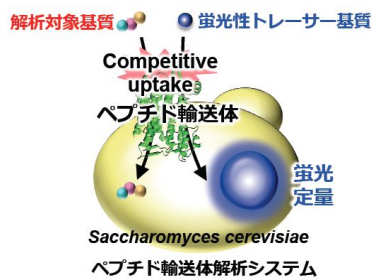 解析対象基質
蛍光性トレーサー基質
Competitive
uptake
ペプチド輸送体
蛍光
定量
Saccharomyces cerevisiae
ペプチド輸送体解析システム